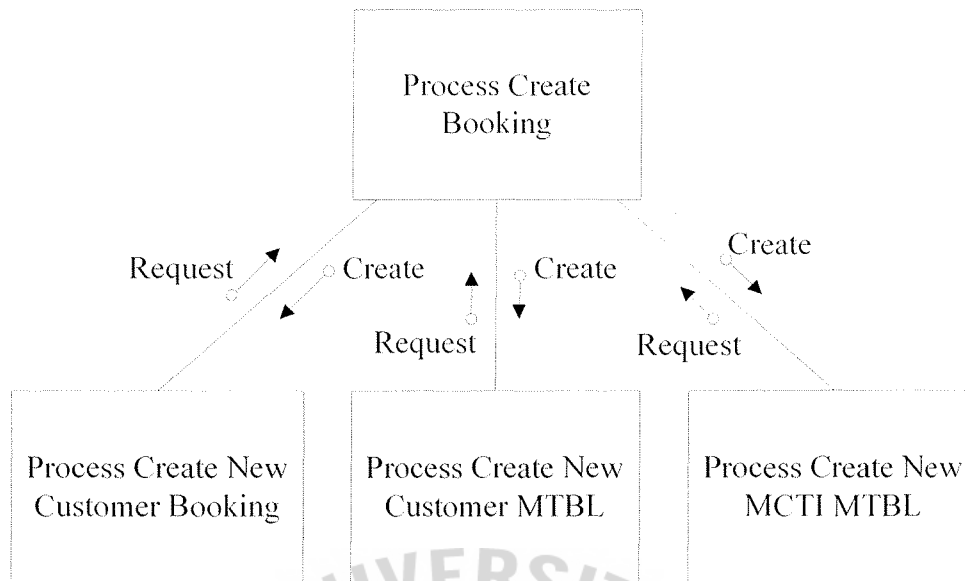 Process Create
Booking
Request
Create
Create
Create
Request
Request
Process Create New
Customer Booking
Process Create New
Customer MTBL
Process Create New
MCTI MTBL
UNIVERSIT